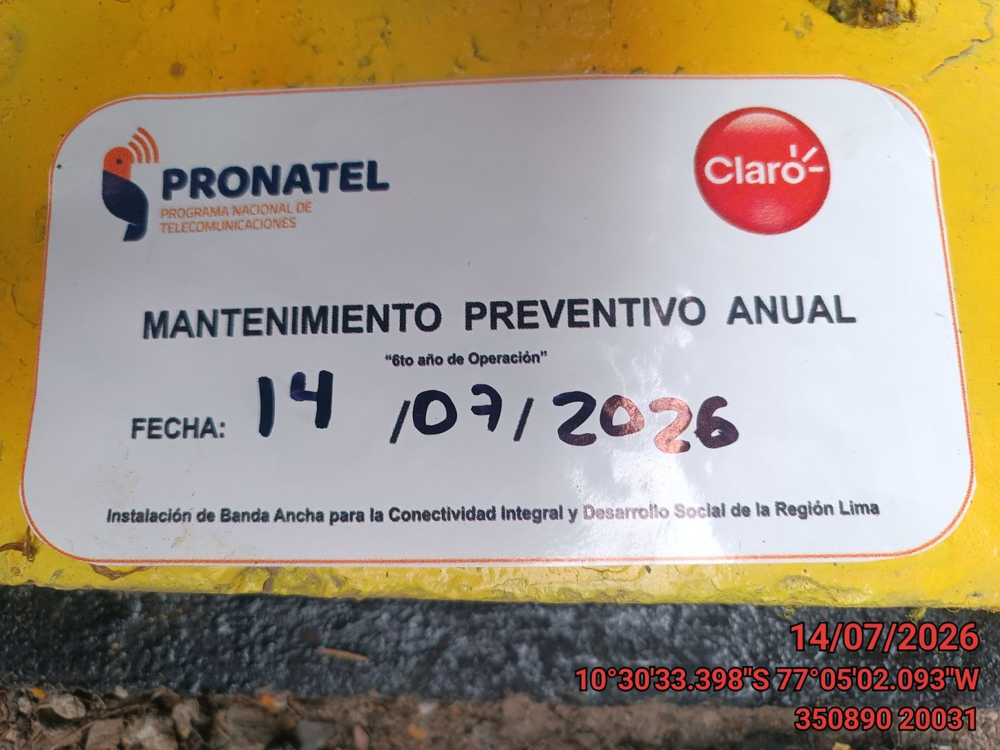 PRONATEL
PROGRAMA NACIONAL DE
TELECOMUNICACIONES
Claro
MANTENIMIENTO PREVENTIVO ANUAL
“6to año de Operación”
FECHA: 14/07/2026
Instalación de Banda Ancha para la Conectividad Integral y Desarrollo Social de la Región Lima
14/07/2026
10°30'33.398"S 77°05'02.093"W
350890 20031